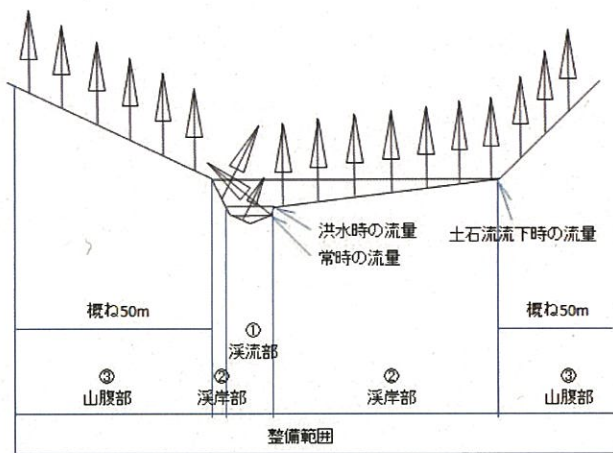 洪水時の流量
常時の流量
土石流流下時の流量
概ね50m
概ね50m
①
渓流部
③
山腹部
②
渓岸部
②
渓岸部
③
山腹部
整備範囲